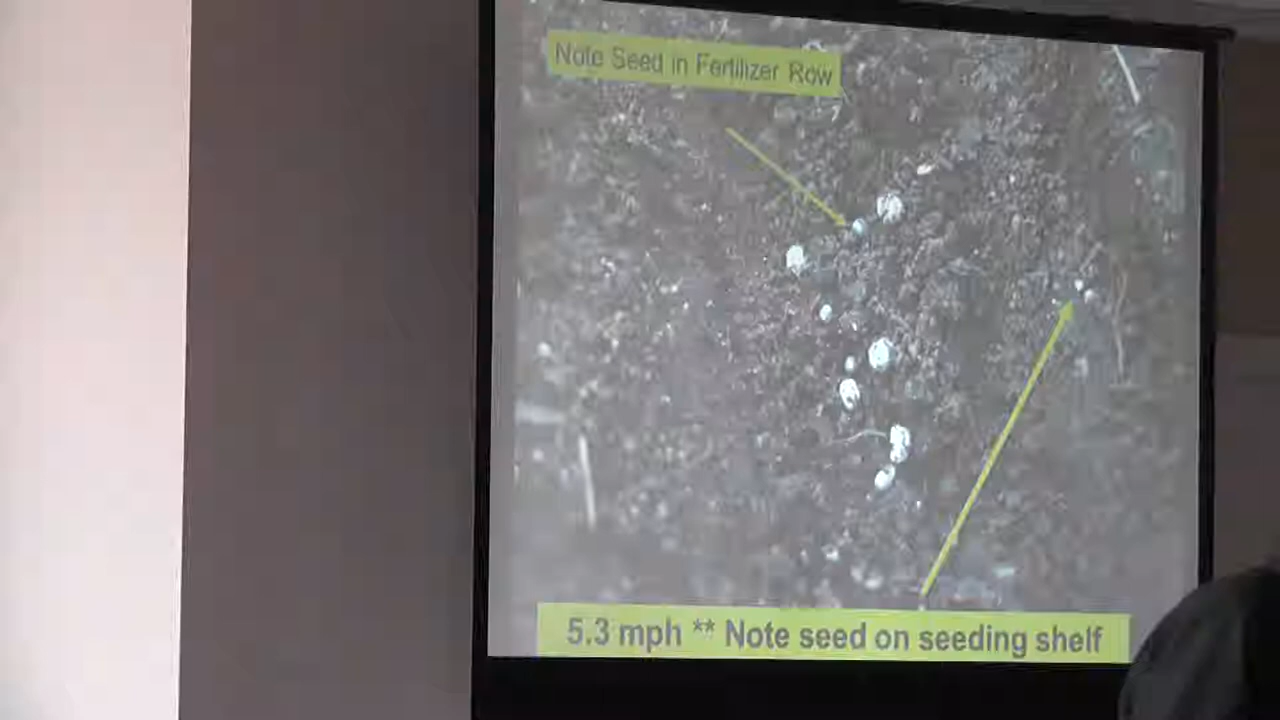 Note Seed in Fertilizer Row
5.3 mph ** Note seed on seeding shelf